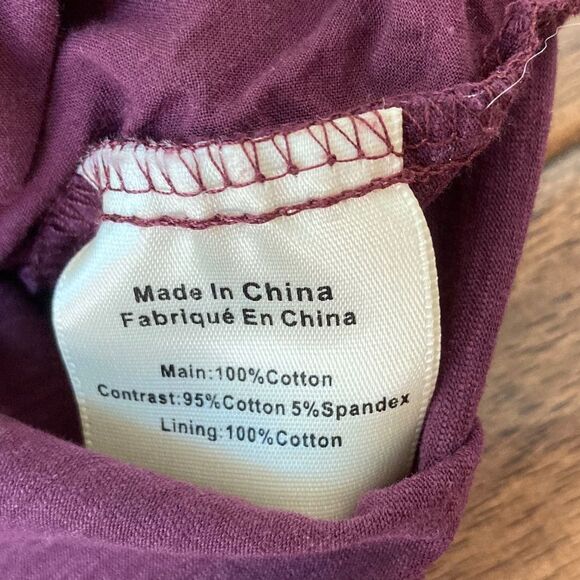 Made In China
Fabriqué En China
Main:100%Cotton
Contrast:95%Cotton 5%Spandex
Lining:100%Cotton